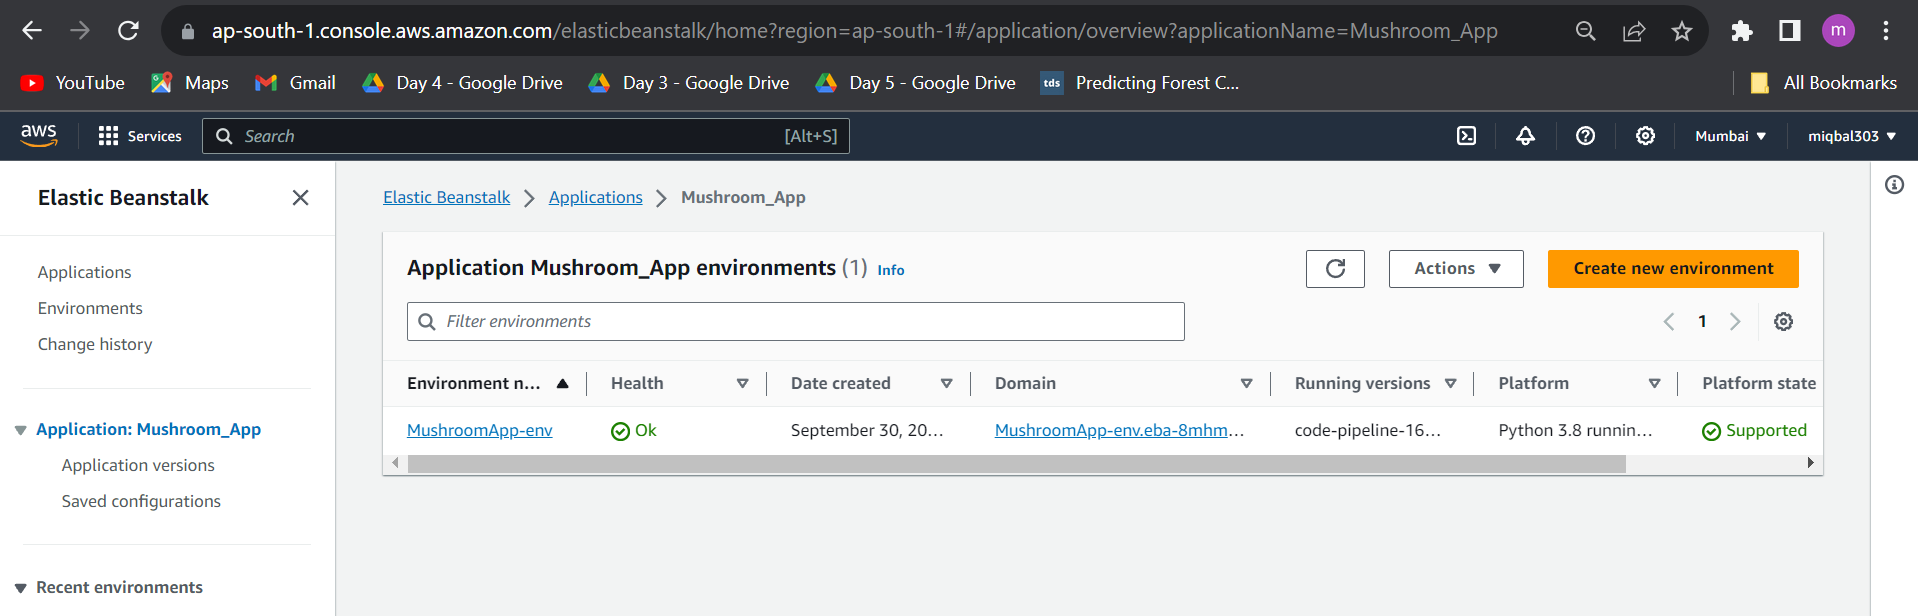 ap-south-1.console.aws.amazon.com/elasticbeanstalk/home?region=ap-south-1#/application/overview?applicationName=Mushroom_App
m
YouTube Maps Gmail Day 4 - Google Drive Day 3 - Google Drive Day 5 - Google Drive tds Predicting Forest C... All Bookmarks
aws Services Search [Alt+S] Mumbai miqbal303
Elastic Beanstalk
Applications
Environments
Change history
Application: Mushroom_App
Application versions
Saved configurations
Recent environments
Elastic Beanstalk Applications Mushroom_App
Application Mushroom_App environments (1) Info Actions Create new environment
Filter environments 1
Environment n... Health Date created Domain Running versions Platform Platform state
MushroomApp-env Ok September 30, 20... MushroomApp-env.eba-8mhm... code-pipeline-16... Python 3.8 runnin... Supported